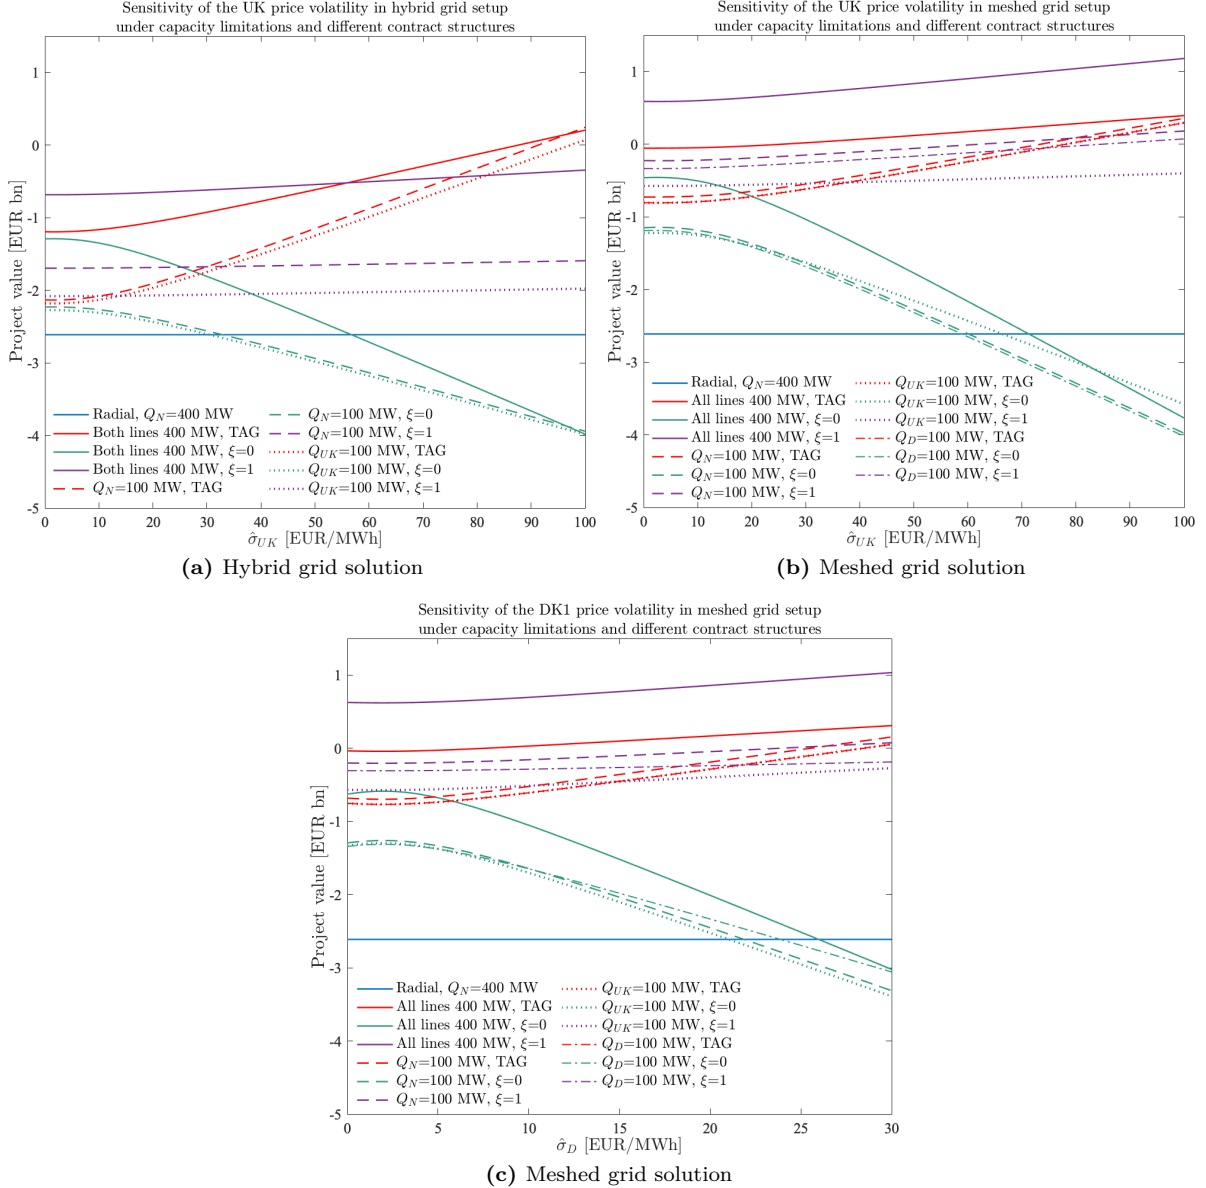 Sensitivity of the UK price volatility in hybrid grid setup
under capacity limitations and different contract structures
Project value [EUR bn]
1
0
-1
-2
-3
-4
-5
Radial, Q_N=400 MW
Both lines 400 MW, TAG
Both lines 400 MW, ξ=0
Both lines 400 MW, ξ=1
Q_N=100 MW, TAG
Q_N=100 MW, ξ=0
Q_N=100 MW, ξ=1
Q_UK=100 MW, TAG
Q_UK=100 MW, ξ=0
Q_UK=100 MW, ξ=1
0 10 20 30 40 50 60 70 80 90 100
σ̂_UK [EUR/MWh]
(a) Hybrid grid solution
Sensitivity of the UK price volatility in meshed grid setup
under capacity limitations and different contract structures
Project value [EUR bn]
1
0
-1
-2
-3
-4
-5
Radial, Q_N=400 MW
All lines 400 MW, TAG
All lines 400 MW, ξ=0
All lines 400 MW, ξ=1
Q_N=100 MW, TAG
Q_N=100 MW, ξ=0
Q_N=100 MW, ξ=1
Q_UK=100 MW, TAG
Q_UK=100 MW, ξ=0
Q_UK=100 MW, ξ=1
Q_D=100 MW, TAG
Q_D=100 MW, ξ=0
Q_D=100 MW, ξ=1
0 10 20 30 40 50 60 70 80 90 100
σ̂_UK [EUR/MWh]
(b) Meshed grid solution
Sensitivity of the DK1 price volatility in meshed grid setup
under capacity limitations and different contract structures
Project value [EUR bn]
1
0
-1
-2
-3
-4
-5
Radial, Q_N=400 MW
All lines 400 MW, TAG
All lines 400 MW, ξ=0
All lines 400 MW, ξ=1
Q_N=100 MW, TAG
Q_N=100 MW, ξ=0
Q_N=100 MW, ξ=1
Q_UK=100 MW, TAG
Q_UK=100 MW, ξ=0
Q_UK=100 MW, ξ=1
Q_D=100 MW, TAG
Q_D=100 MW, ξ=0
Q_D=100 MW, ξ=1
0 5 10 15 20 25 30
σ̂_D [EUR/MWh]
(c) Meshed grid solution